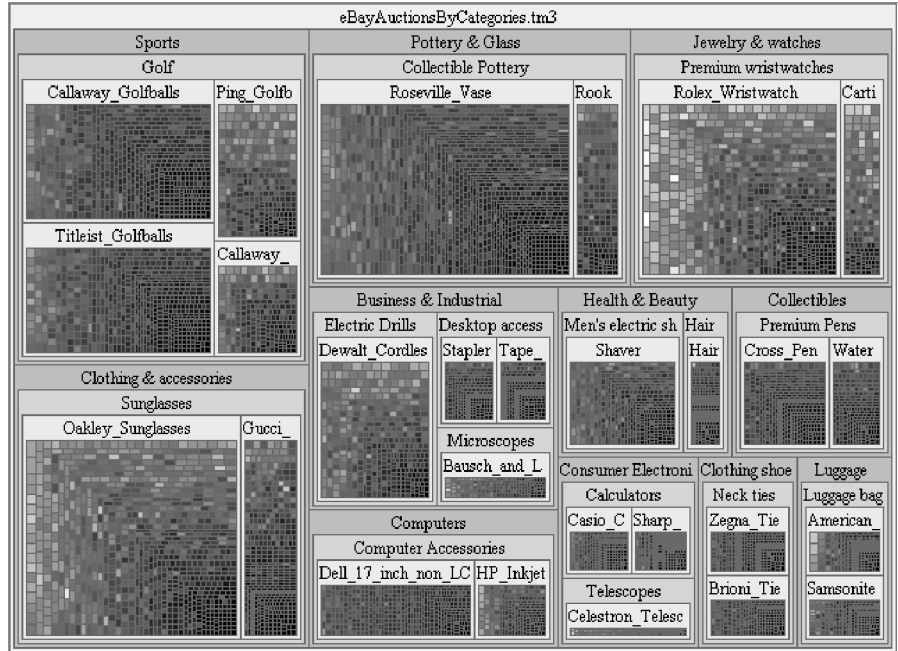 eBayAuctionsByCategories.tm3
Sports
Golf
Callaway_Golfballs
Ping_Golfb
Titleist_Golfballs
Callaway_
Clothing & accessories
Sunglasses
Oakley_Sunglasses
Gucci_
Pottery & Glass
Collectible Pottery
Roseville_Vase
Rook
Jewelry & watches
Premium wristwatches
Rolex_Wristwatch
Carti
Business & Industrial
Electric Drills
Dewalt_Cordles
Desktop access
Stapler
Tape_
Microscopes
Bausch_and_L
Computers
Computer Accessories
Dell_17_inch_non_LC
HP_Inkjet
Health & Beauty
Men's electric sh
Shaver
Hair
Hair
Collectibles
Premium Pens
Cross_Pen
Water
Consumer Electroni
Calculators
Casio_C
Sharp_
Telescopes
Celestron_Telesc
Clothing shoe
Neck ties
Zegna_Tie
Brioni_Tie
Luggage
Luggage bag
American_
Samsonite